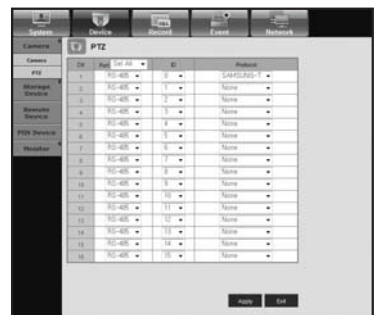 System Device Record Event Network
Camera PTZ
Camera
PTZ
Storage
Device
Remote
Device
POS Device
Monitor
CH Port Set All ID Protocol
1 RS-485 0 SAMSUNG-T
2 RS-485 1 None
3 RS-485 2 None
4 RS-485 3 None
5 RS-485 4 None
6 RS-485 5 None
7 RS-485 6 None
8 RS-485 7 None
9 RS-485 8 None
10 RS-485 9 None
11 RS-485 10 None
12 RS-485 11 None
13 RS-485 12 None
14 RS-485 13 None
15 RS-485 14 None
16 RS-485 15 None
Apply Exit